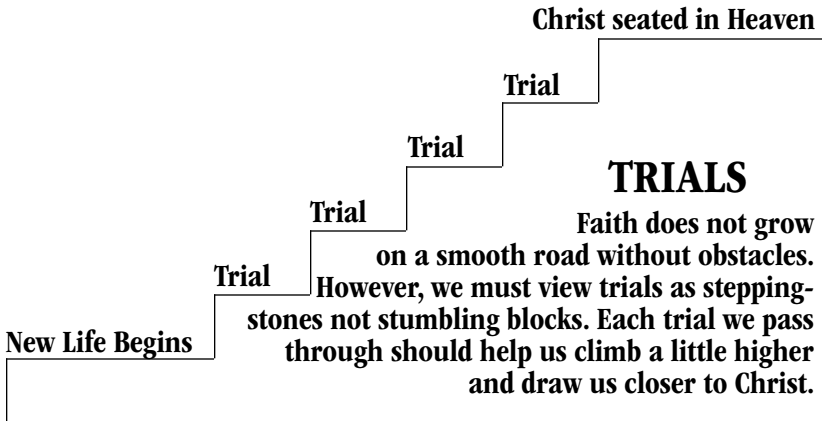 Christ seated in Heaven
Trial
Trial
Trial
Trial
New Life Begins
TRIALS
Faith does not grow
on a smooth road without obstacles.
However, we must view trials as stepping-
stones not stumbling blocks. Each trial we pass
through should help us climb a little higher
and draw us closer to Christ.